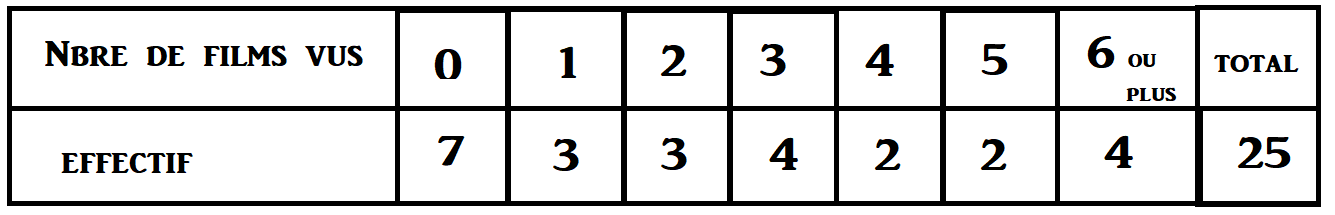 NBRE DE FILMS VUS 0 1 2 3 4 5 6 OU PLUS TOTAL
EFFECTIF 7 3 3 4 2 2 4 25